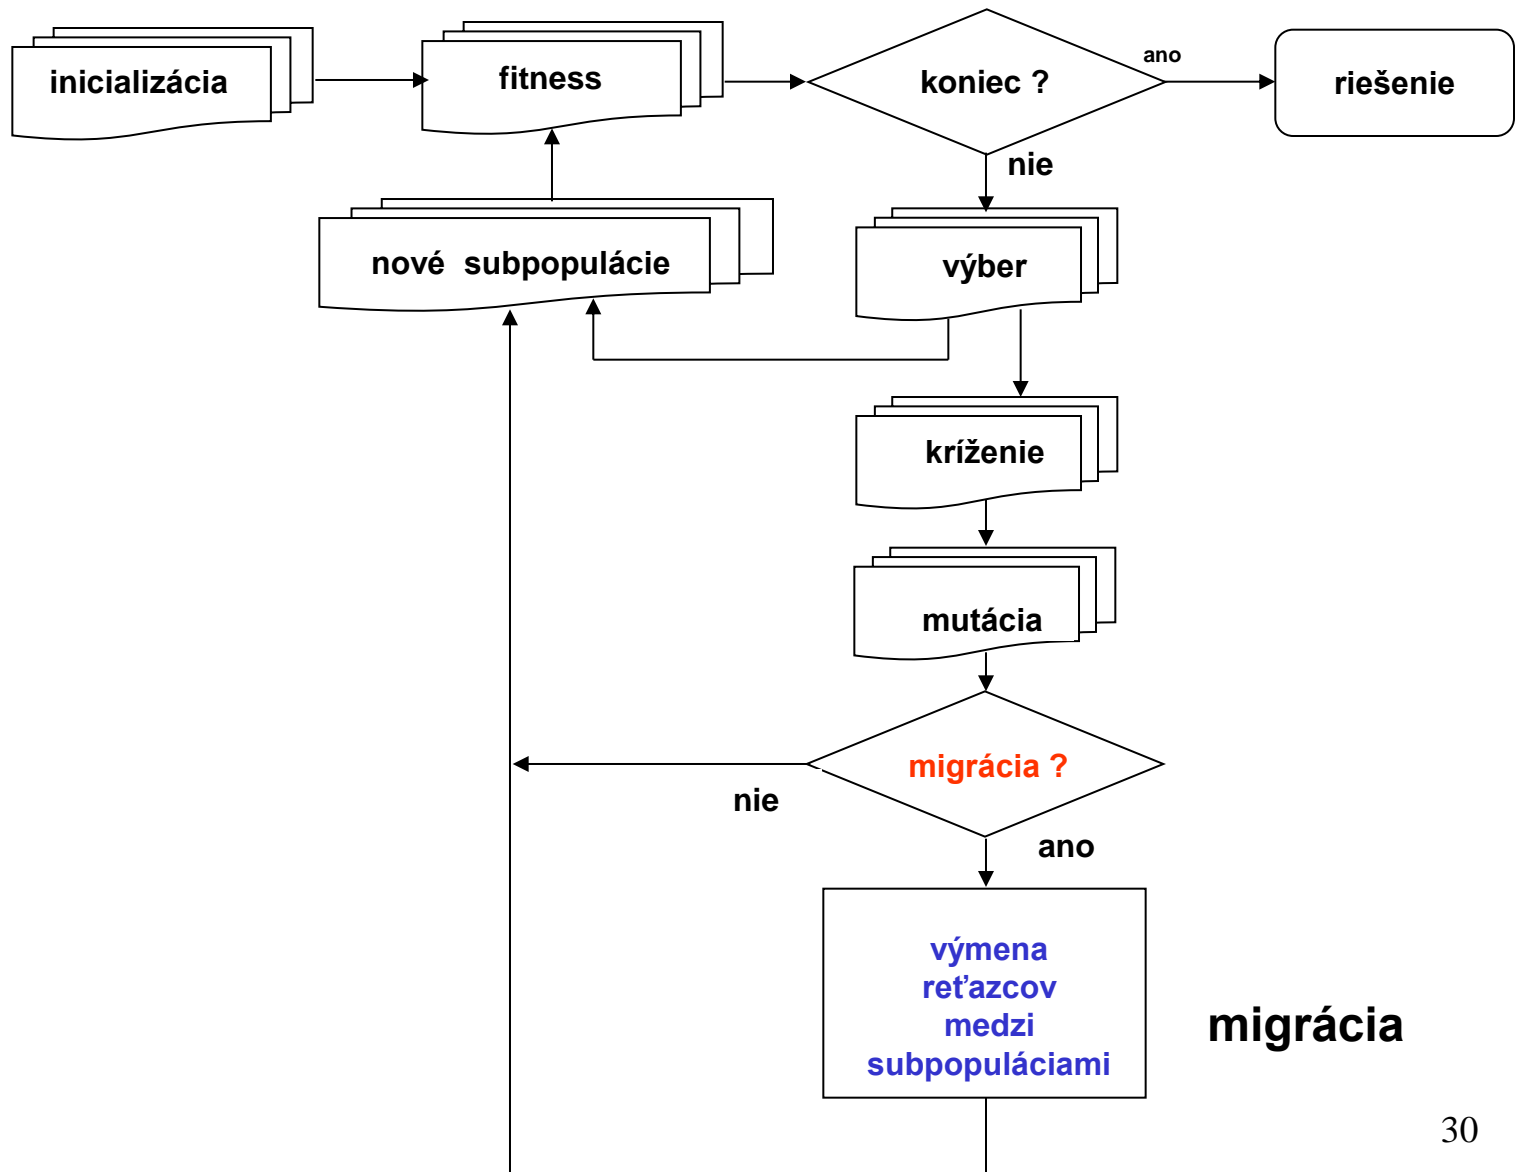 inicializácia
fitness
koniec ?
ano
riešenie
nie
nové subpopulácie
výber
kríženie
mutácia
migrácia ?
nie
ano
výmena
reťazcov
medzi
subpopuláciami
migrácia
30